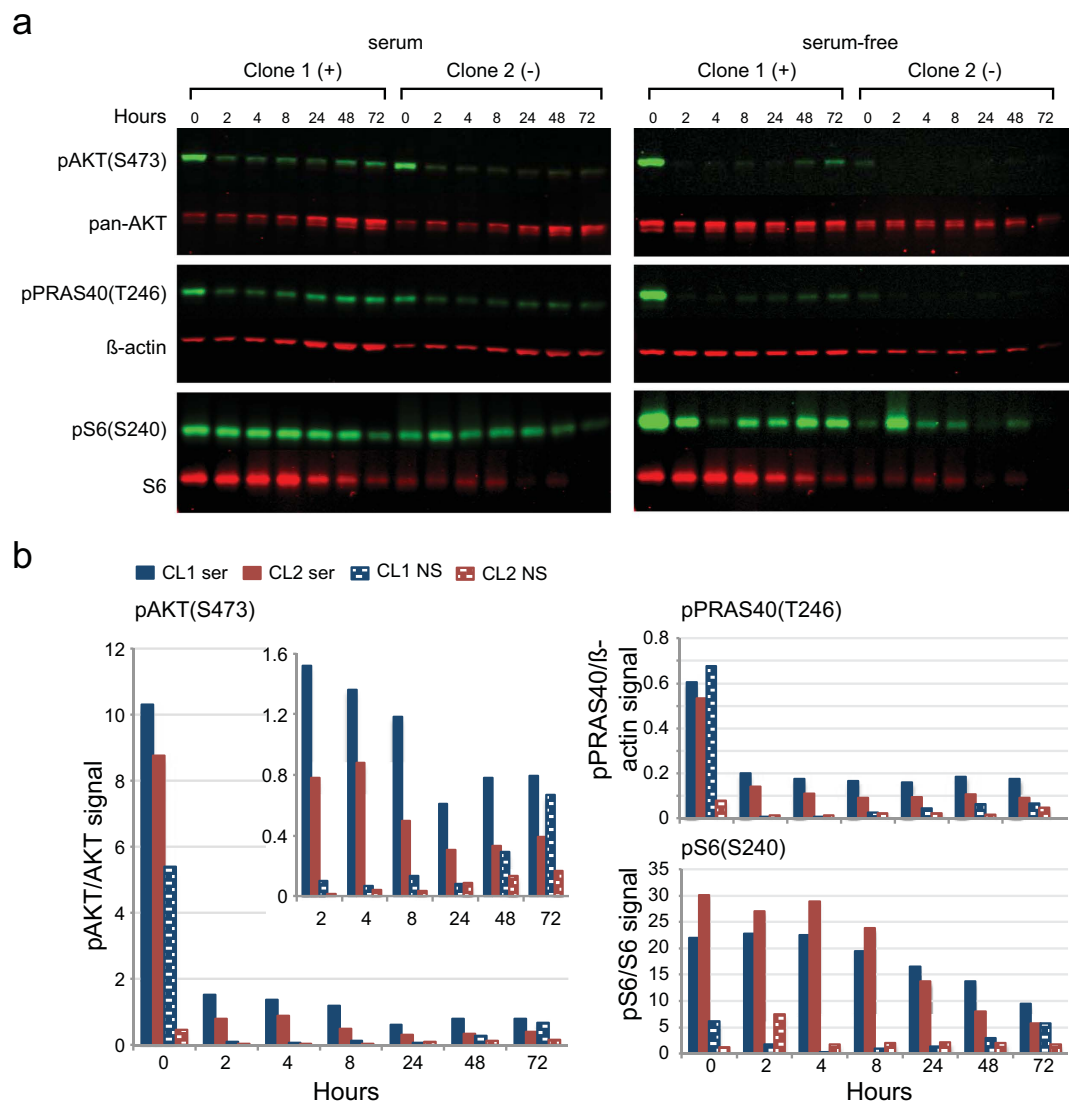 a
serum
serum-free
Clone 1 (+)
Clone 2 (-)
Clone 1 (+)
Clone 2 (-)
Hours 0 2 4 8 24 48 72 0 2 4 8 24 48 72 0 2 4 8 24 48 72 0 2 4 8 24 48 72
pAKT(S473)
pan-AKT
pPRAS40(T246)
ß-actin
pS6(S240)
S6
b
CL1 ser CL2 ser CL1 NS CL2 NS
pAKT(S473)
pAKT/AKT signal
12
10
8
6
4
2
0
1.6
1.2
0.8
0.4
0
2 4 8 24 48 72
0 2 4 8 24 48 72
Hours
pPRAS40(T246)
pPRAS40/ß-
actin signal
0.8
0.6
0.4
0.2
0
pS6(S240)
pS6/S6 signal
35
30
25
20
15
10
5
0
0 2 4 8 24 48 72
Hours